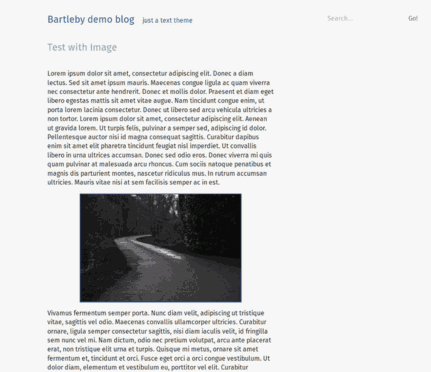 Bartleby demo blog just a text theme Search... Go!
Test with Image
Lorem ipsum dolor sit amet, consectetur adipiscing elit. Donec a diam
lectus. Sed sit amet ipsum mauris. Maecenas congue ligula ac quam viverra
nec consectetur ante hendrerit. Donec et mollis dolor. Praesent et diam eget
libero egestas mattis sit amet vitae augue. Nam tincidunt congue enim, ut
porta lorem lacinia consectetur. Donec ut libero sed arcu vehicula ultricies a
non tortor. Lorem ipsum dolor sit amet, consectetur adipiscing elit. Aenean
ut gravida lorem. Ut turpis felis, pulvinar a semper sed, adipiscing id dolor.
Pellentesque auctor nisi id magna consequat sagittis. Curabitur dapibus
enim sit amet elit pharetra tincidunt feugiat nisl imperdiet. Ut convallis
libero in urna ultrices accumsan. Donec sed odio eros. Donec viverra mi quis
quam pulvinar at malesuada arcu rhoncus. Cum sociis natoque penatibus et
magnis dis parturient montes, nascetur ridiculus mus. In rutrum accumsan
ultricies. Mauris vitae nisi at sem facilisis semper ac in est.
Vivamus fermentum semper porta. Nunc diam velit, adipiscing ut tristique
vitae, sagittis vel odio. Maecenas convallis ullamcorper ultricies. Curabitur
ornare, ligula semper consectetur sagittis, nisi diam iaculis velit, id fringilla
sem nunc vel mi. Nam dictum, odio nec pretium volutpat, arcu ante placerat
erat, non tristique elit urna et turpis. Quisque mi metus, ornare sit amet
fermentum et, tincidunt et orci. Fusce eget orci a orci congue vestibulum. Ut
dolor diam, elementum et vestibulum eu, porttitor vel elit. Curabitur